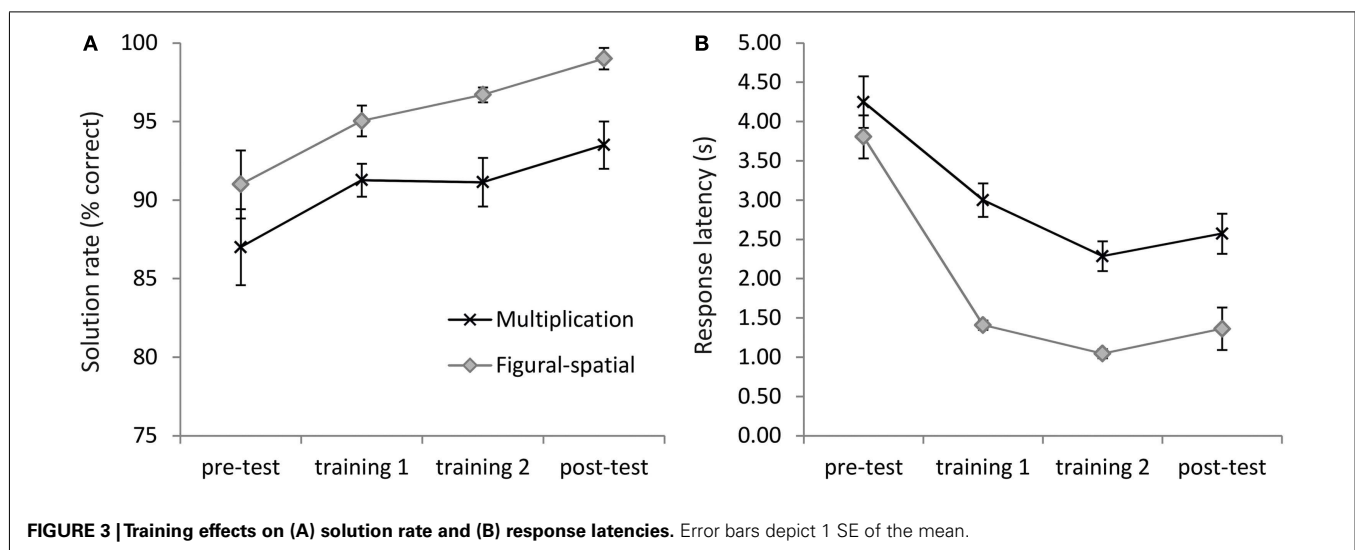 A
Solution rate (% correct)
100
95
90
85
80
75
Multiplication
Figural-spatial
pre-test training 1 training 2 post-test
B
Response latency (s)
5.00
4.50
4.00
3.50
3.00
2.50
2.00
1.50
1.00
0.50
0.00
pre-test training 1 training 2 post-test
FIGURE 3 | Training effects on (A) solution rate and (B) response latencies. Error bars depict 1 SE of the mean.